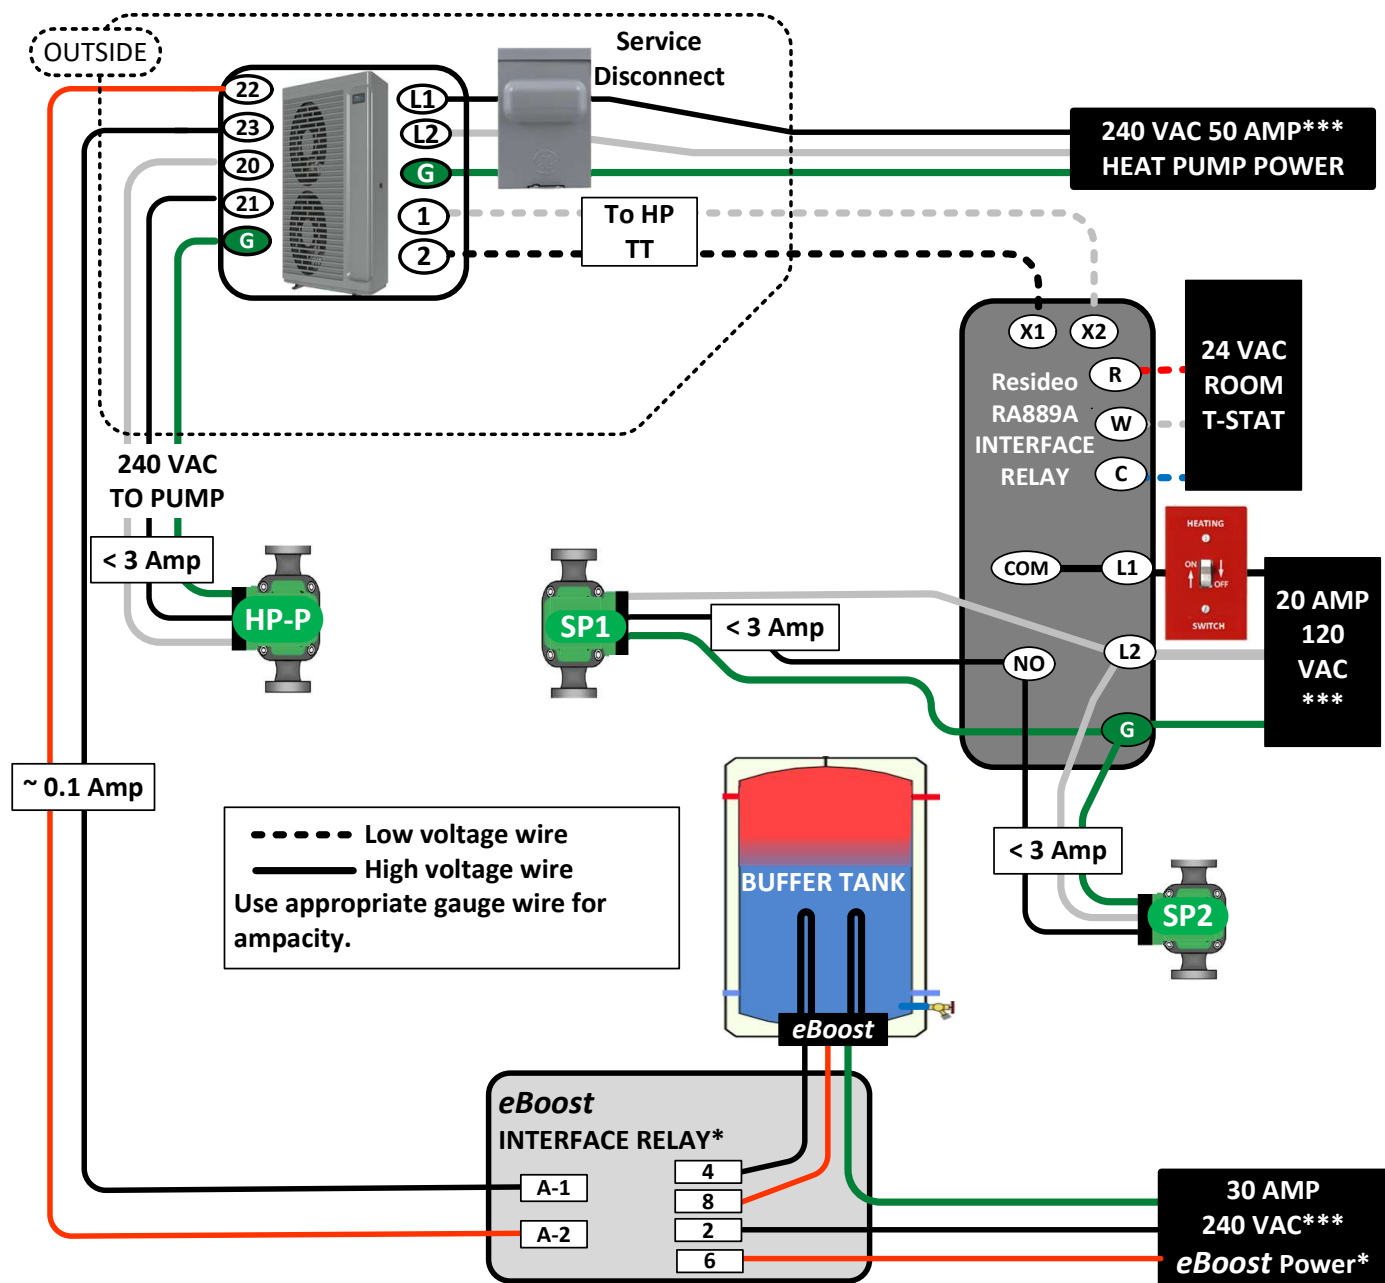 OUTSIDE
Service
Disconnect
22
23
20
21
G
L1
L2
G
1
2
240 VAC 50 AMP***
HEAT PUMP POWER
To HP
TT
X1
X2
R
W
C
Resideo
RA889A
INTERFACE
RELAY
24 VAC
ROOM
T-STAT
240 VAC
TO PUMP
< 3 Amp
HP-P
SP1
< 3 Amp
COM
L1
NO
L2
G
HEATING
ON
OFF
SWITCH
20 AMP
120
VAC
***
~ 0.1 Amp
Low voltage wire
High voltage wire
Use appropriate gauge wire for
ampacity.
BUFFER TANK
eBoost
< 3 Amp
SP2
eBoost
INTERFACE RELAY*
A-1
A-2
4
8
2
6
30 AMP
240 VAC***
eBoost Power*